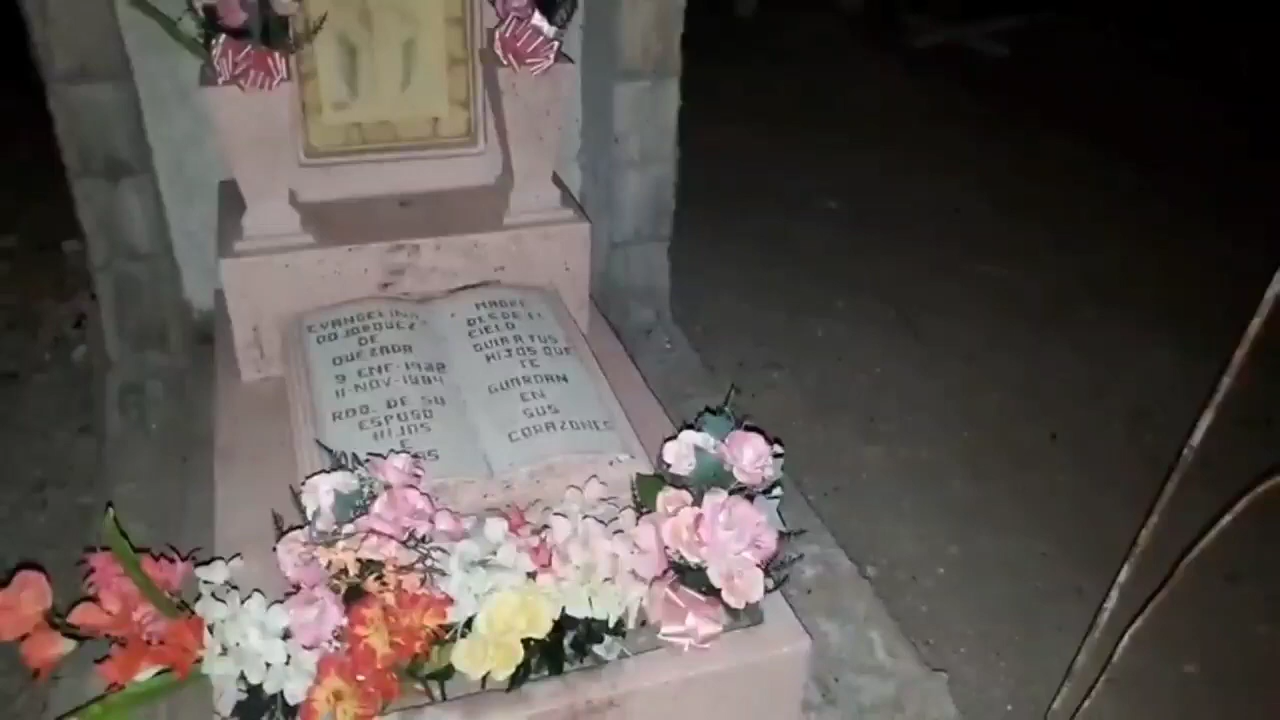 EVANGELINA
DE
QUEZADA
9 ENE-1922
11-NOV-1984
RDO. DE SU
ESPOSO
HIJOS
E
MADRE
DESDE EL
CIELO
GUIA A TUS
HIJOS QUE
TE
GUARDAN
EN
SUS
CORAZONES